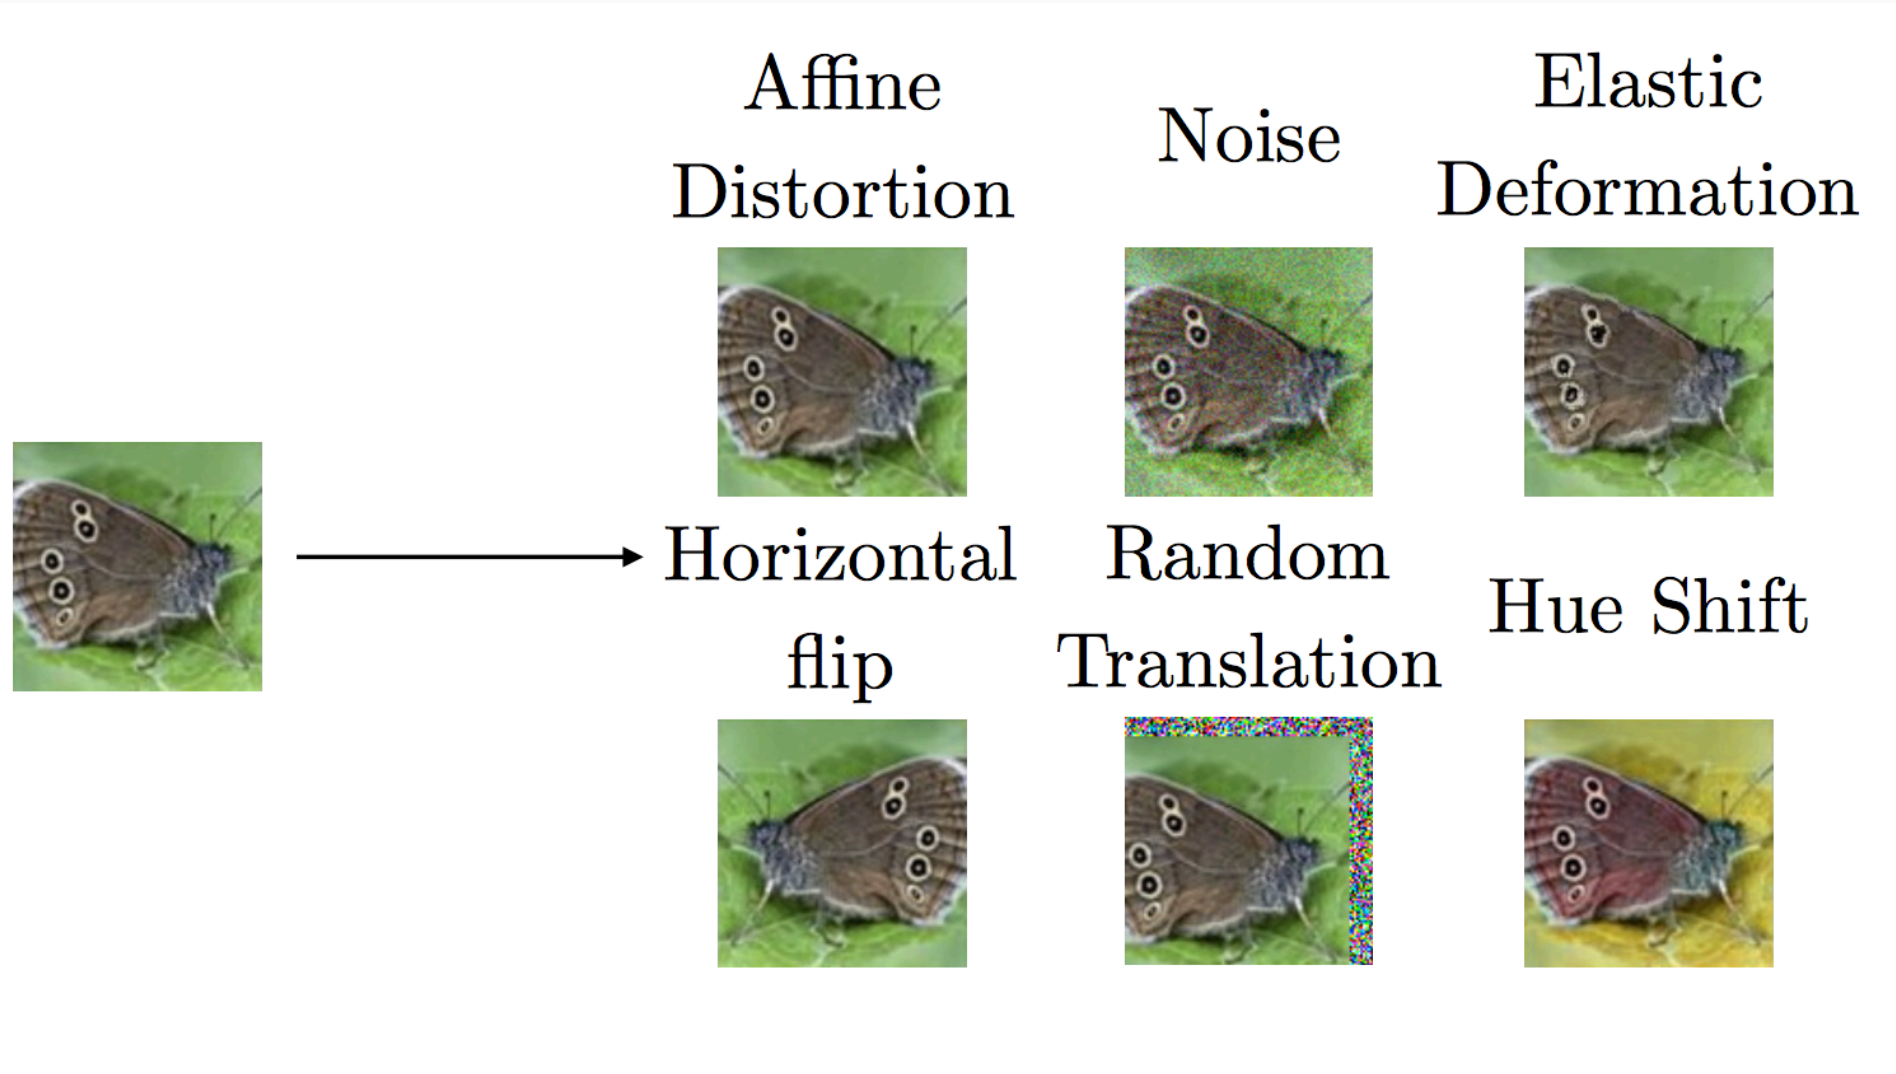 Affine
Distortion
Noise
Elastic
Deformation
Horizontal
flip
Random
Translation
Hue Shift